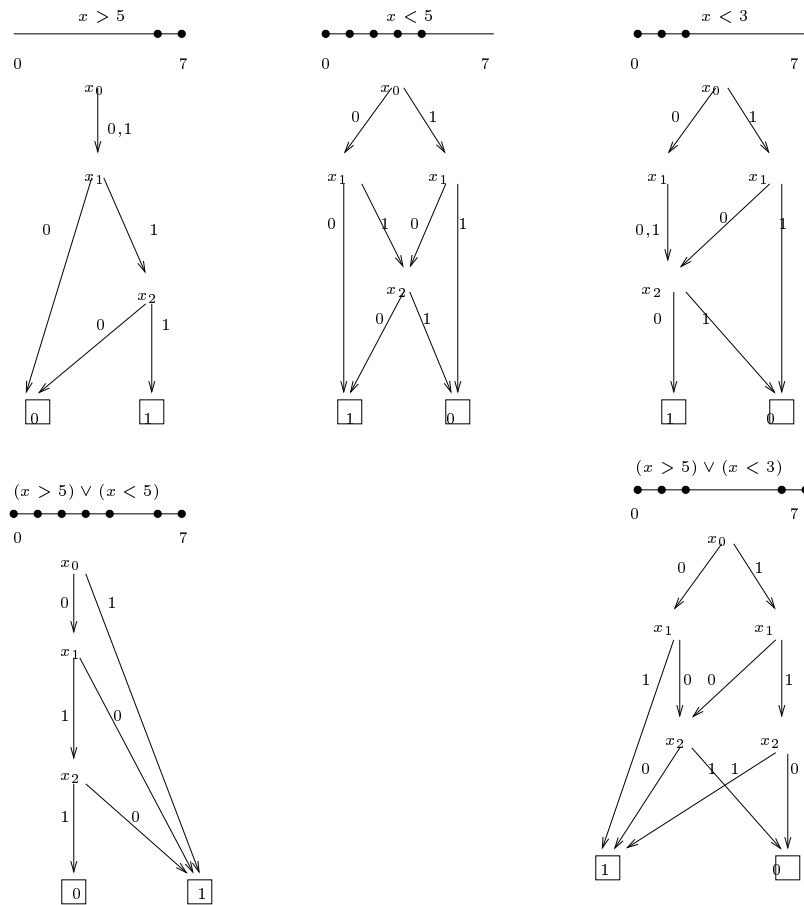 x > 5
0 7
x₀
0,1
x₁
0 1
x₂
0 1
0 1
x < 5
0 7
x₀
0 1
x₁ x₁
0 1 0 1
x₂
0 1
1 0
x < 3
0 7
x₀
0 1
x₁ x₁
0,1 0 1
x₂
0 1
1 0
(x > 5) ∨ (x < 5)
0 7
x₀
0 1
x₁
1 0
x₂
1 0
0 1
(x > 5) ∨ (x < 3)
0 7
x₀
0 1
x₁ x₁
1 0 0 1
x₂ x₂
0 1 1 0
1 0